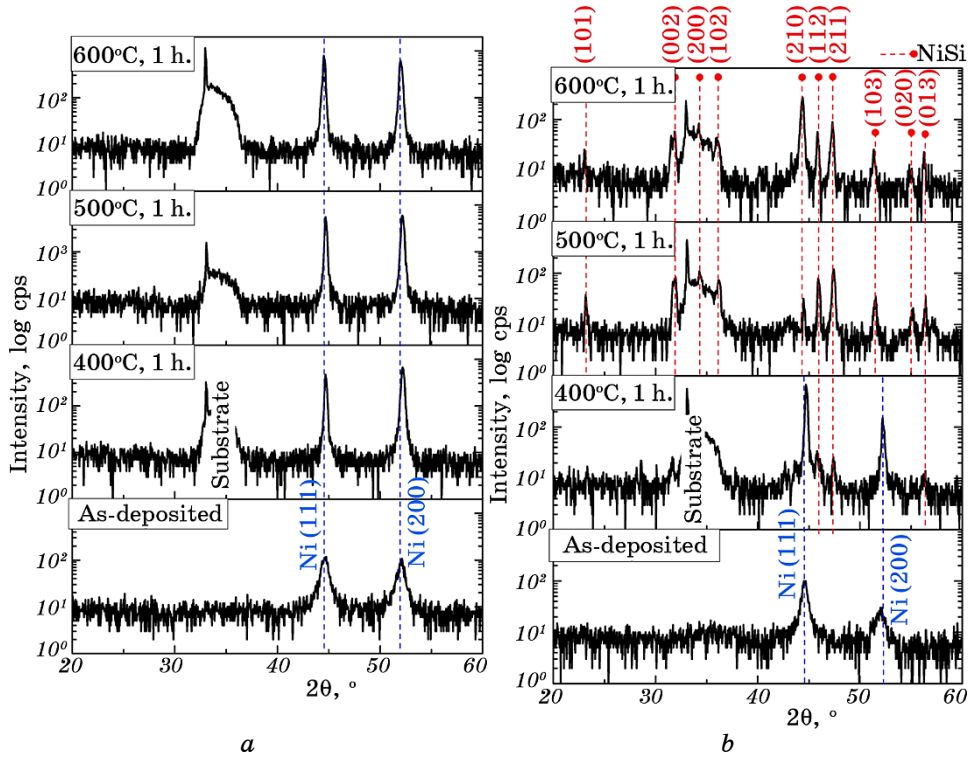 600°C, 1 h.
10²
10¹
10⁰
500°C, 1 h.
10³
10¹
400°C, 1 h.
10²
10¹
10⁰
As-deposited
10²
10¹
10⁰
Substrate
Ni (111)
Ni (200)
Intensity, log cps
20 30 40 50 60
2θ, °
a
(101) (002) (200) (102) (210) (112) (211)
NiSi
(103) (020) (013)
600°C, 1 h.
10²
10¹
10⁰
500°C, 1 h.
10²
10¹
10⁰
400°C, 1 h.
10²
10¹
10⁰
As-deposited
10²
10¹
10⁰
Substrate
Ni (111)
Ni (200)
Intensity, log cps
20 30 40 50 60
2θ, °
b